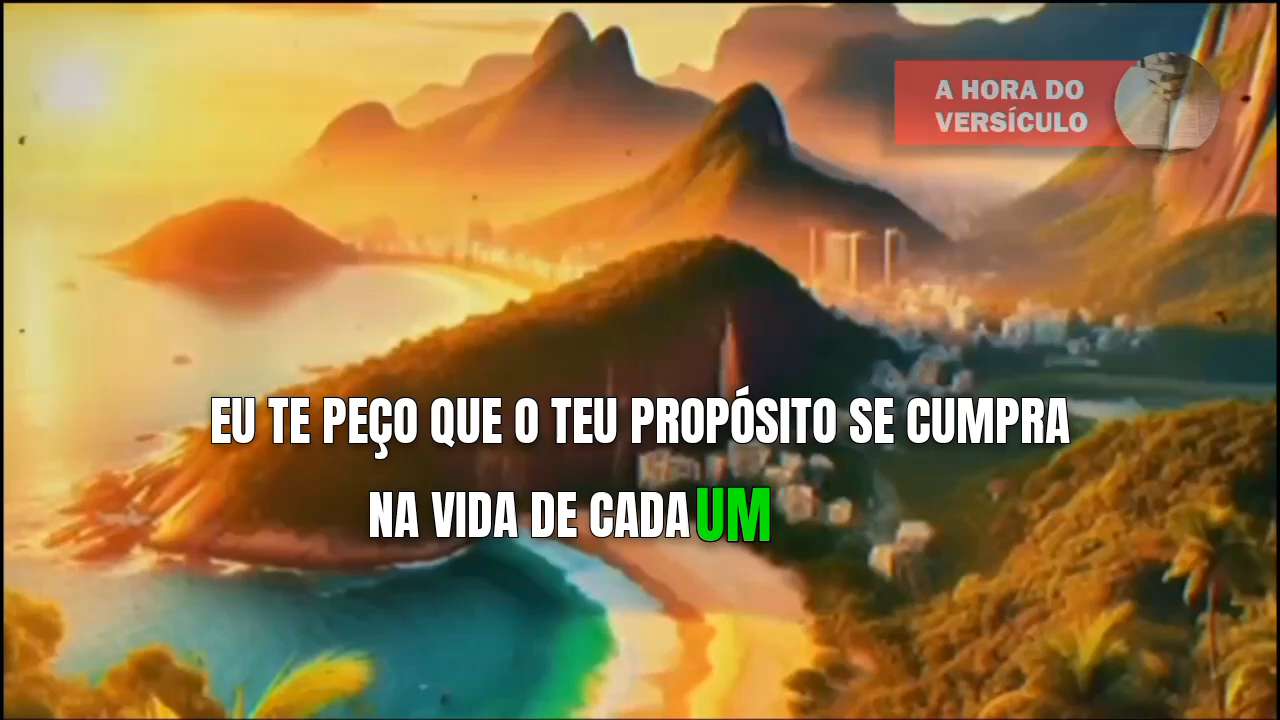 A HORA DO
VERSÍCULO
EU TE PEÇO QUE O TEU PROPÓSITO SE CUMPRA
NA VIDA DE CADA UM